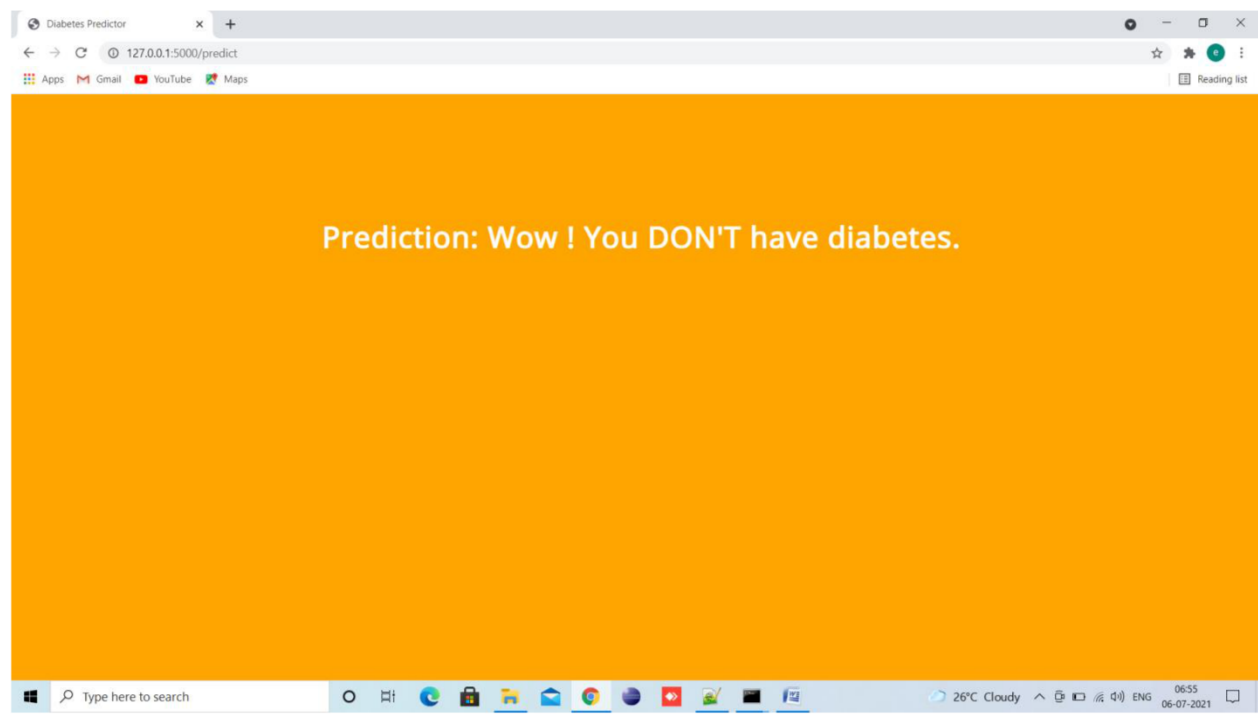 Diabetes Predictor
127.0.0.1:5000/predict
Apps Gmail YouTube Maps Reading list
Prediction: Wow ! You DON'T have diabetes.
Type here to search
26°C Cloudy ENG
06:55
06-07-2021